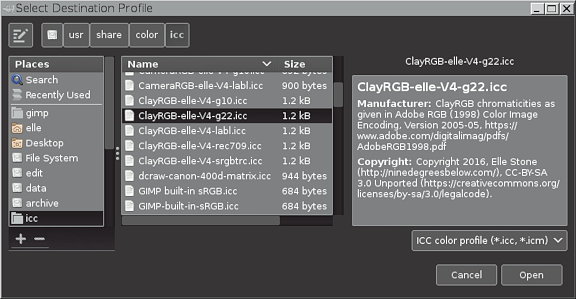 Select Destination Profile
usr share color icc
Places
Search
Recently Used
gimp
elle
Desktop
File System
edit
data
archive
icc
Name Size
CameraRGB-elle-V4-g10.icc 892 bytes
CameraRGB-elle-V4-labl.icc 900 bytes
ClayRGB-elle-V4-g10.icc 1.2 kB
ClayRGB-elle-V4-g22.icc 1.2 kB
ClayRGB-elle-V4-labl.icc 1.2 kB
ClayRGB-elle-V4-rec709.icc 1.2 kB
ClayRGB-elle-V4-srgbtrc.icc 1.2 kB
dcraw-canon-400d-matrix.icc 944 bytes
GIMP built-in sRGB.icc 684 bytes
GIMP-built-in-sRGB.icc 684 bytes
ClayRGB-elle-V4-g22.icc
ClayRGB-elle-V4-g22.icc
Manufacturer: ClayRGB chromaticities as
given in Adobe RGB (1998) Color Image
Encoding, Version 2005-05, https://
www.adobe.com/digitalimag/pdfs/
AdobeRGB1998.pdf
Copyright: Copyright 2016, Elle Stone
(http://ninedegreesbelow.com/), CC-BY-SA
3.0 Unported (https://creativecommons.org/
licenses/by-sa/3.0/legalcode).
ICC color profile (*.icc, *.icm)
Cancel Open